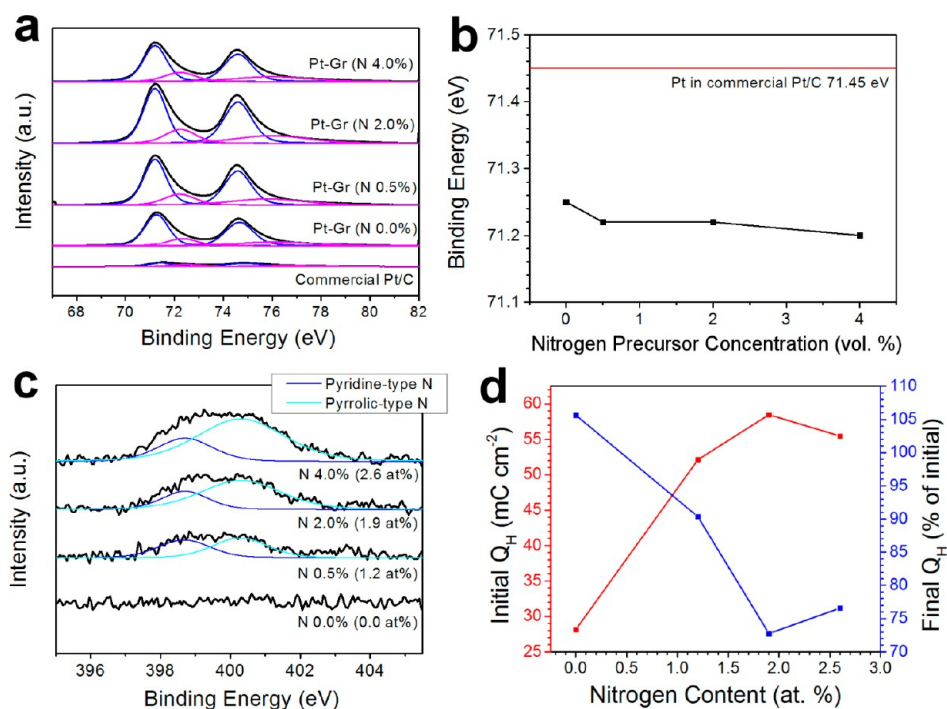 a
Intensity (a.u.)
Pt-Gr (N 4.0%)
Pt-Gr (N 2.0%)
Pt-Gr (N 0.5%)
Pt-Gr (N 0.0%)
Commercial Pt/C
68 70 72 74 76 78 80 82
Binding Energy (eV)
b
Binding Energy (eV)
71.5
71.4
71.3
71.2
71.1
Pt in commercial Pt/C 71.45 eV
0 1 2 3 4
Nitrogen Precursor Concentration (vol. %)
c
Intensity (a.u.)
Pyridine-type N
Pyrrolic-type N
N 4.0% (2.6 at%)
N 2.0% (1.9 at%)
N 0.5% (1.2 at%)
N 0.0% (0.0 at%)
396 398 400 402 404
Binding Energy (eV)
d
Initial Q_H (mC cm⁻²)
60
55
50
45
40
35
30
25
110
105
100
95
90
85
80
75
70
Final Q_H (% of initial)
0.0 0.5 1.0 1.5 2.0 2.5 3.0
Nitrogen Content (at. %)